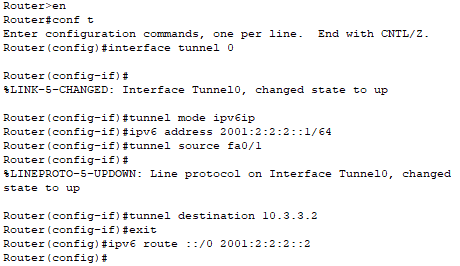 Router>en
Router#conf t
Enter configuration commands, one per line.  End with CNTL/Z.
Router(config)#interface tunnel 0
Router(config-if)#
%LINK-5-CHANGED: Interface Tunnel0, changed state to up
Router(config-if)#tunnel mode ipv6ip
Router(config-if)#ipv6 address 2001:2:2:2::1/64
Router(config-if)#tunnel source fa0/1
Router(config-if)#
%LINEPROTO-5-UPDOWN: Line protocol on Interface Tunnel0, changed
state to up
Router(config-if)#tunnel destination 10.3.3.2
Router(config-if)#exit
Router(config)#ipv6 route ::/0 2001:2:2:2::2
Router(config)#